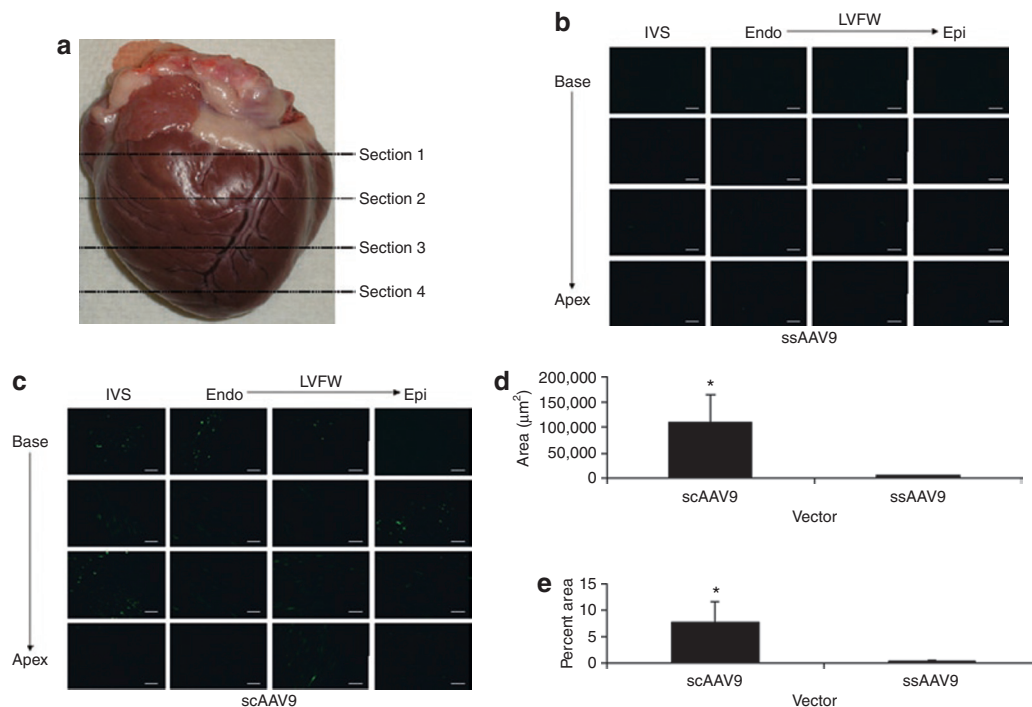 a
Section 1
Section 2
Section 3
Section 4
b
LVFW
IVS Endo Epi
Base
Apex
ssAAV9
c
LVFW
IVS Endo Epi
Base
Apex
scAAV9
d
Area (μm²)
200,000
150,000
100,000
50,000
0
*
scAAV9 ssAAV9
Vector
e
Percent area
15
10
5
0
*
scAAV9 ssAAV9
Vector